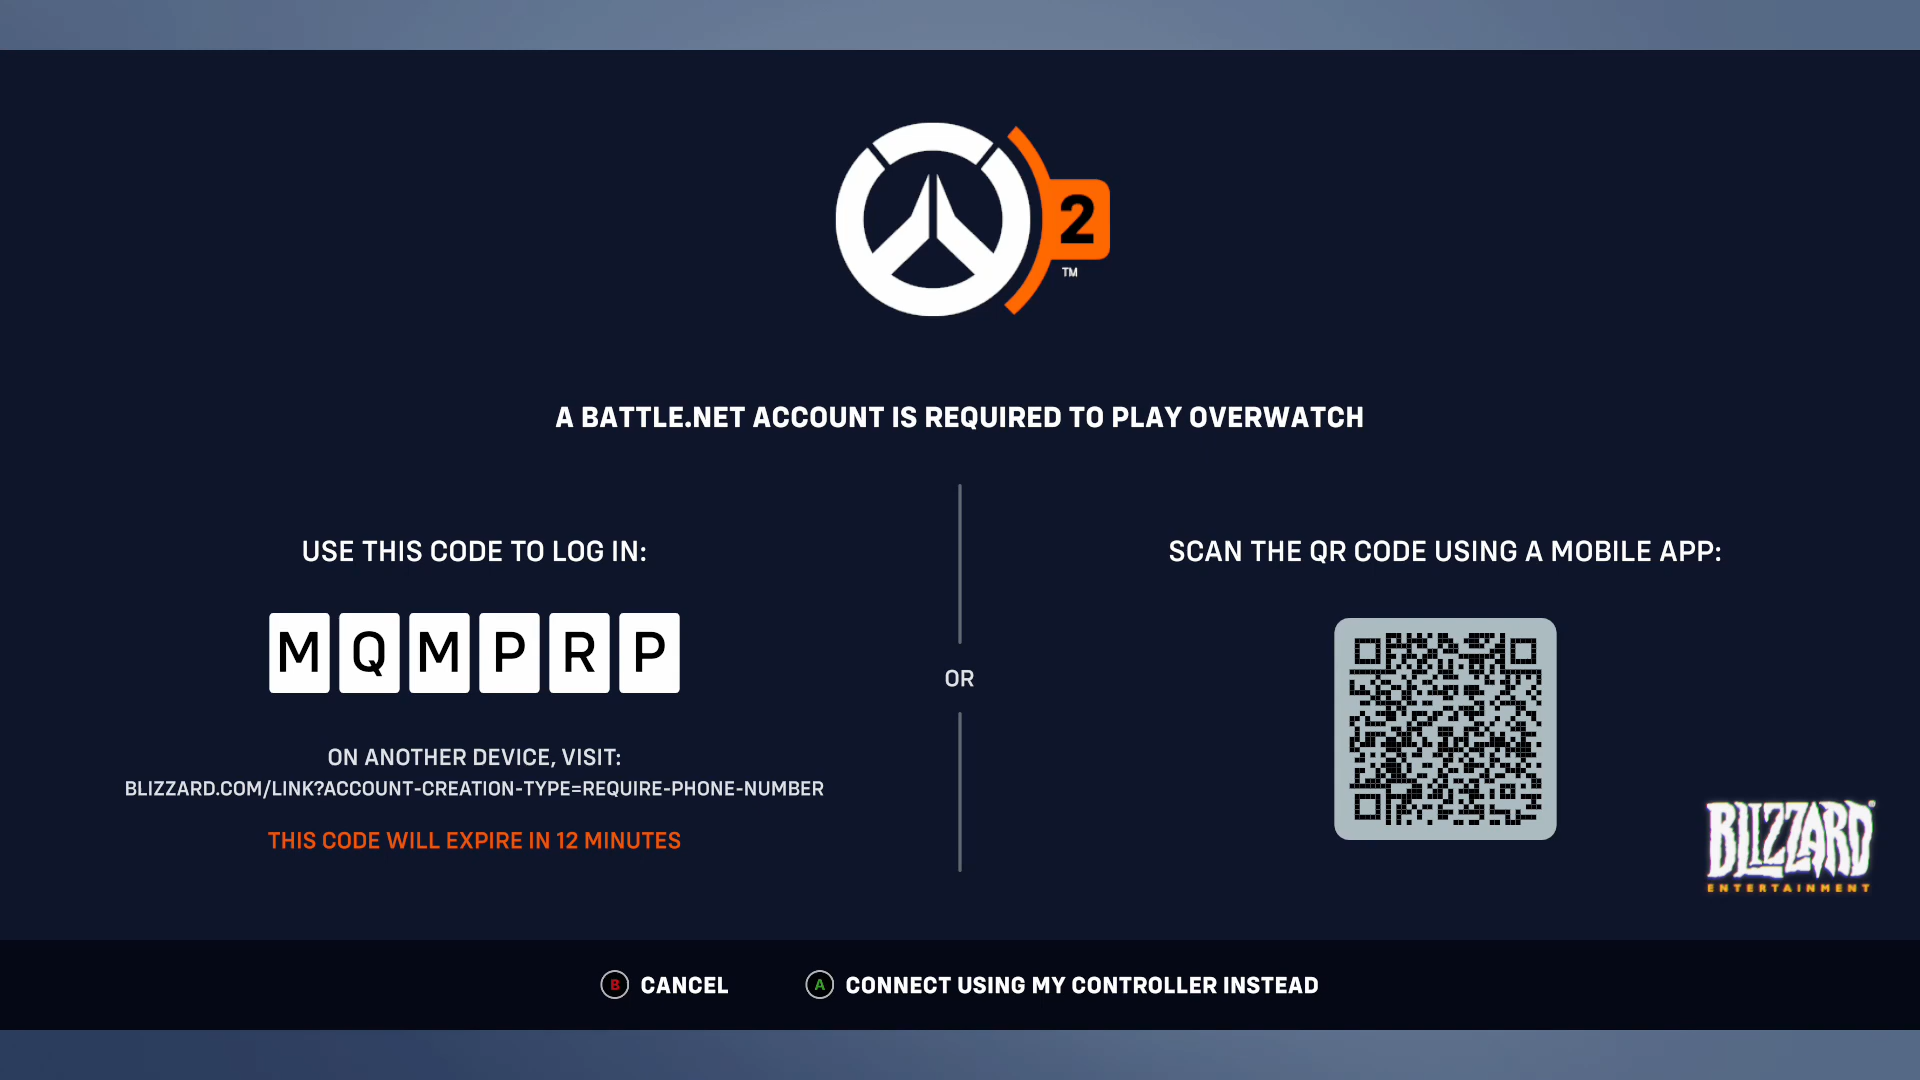 2
TM
A BATTLE.NET ACCOUNT IS REQUIRED TO PLAY OVERWATCH
USE THIS CODE TO LOG IN:
MQMPRP
ON ANOTHER DEVICE, VISIT:
BLIZZARD.COM/LINK?ACCOUNT-CREATION-TYPE=REQUIRE-PHONE-NUMBER
THIS CODE WILL EXPIRE IN 12 MINUTES
OR
SCAN THE QR CODE USING A MOBILE APP:
BLIZZARD®
ENTERTAINMENT
B CANCEL
A CONNECT USING MY CONTROLLER INSTEAD